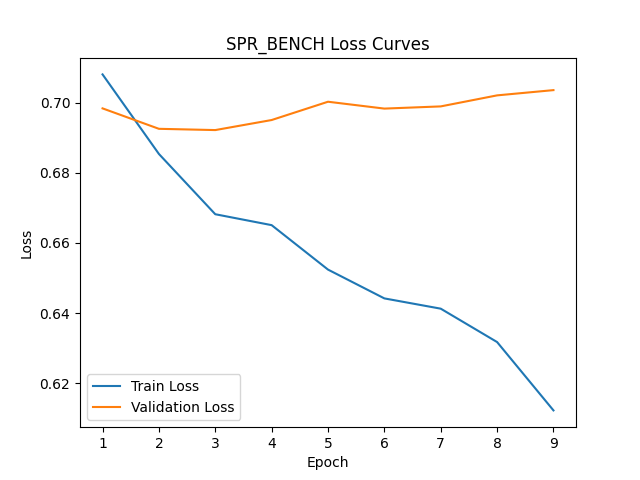 SPR_BENCH Loss Curves
Loss
0.70
0.68
0.66
0.64
0.62
Train Loss
Validation Loss
1 2 3 4 5 6 7 8 9
Epoch